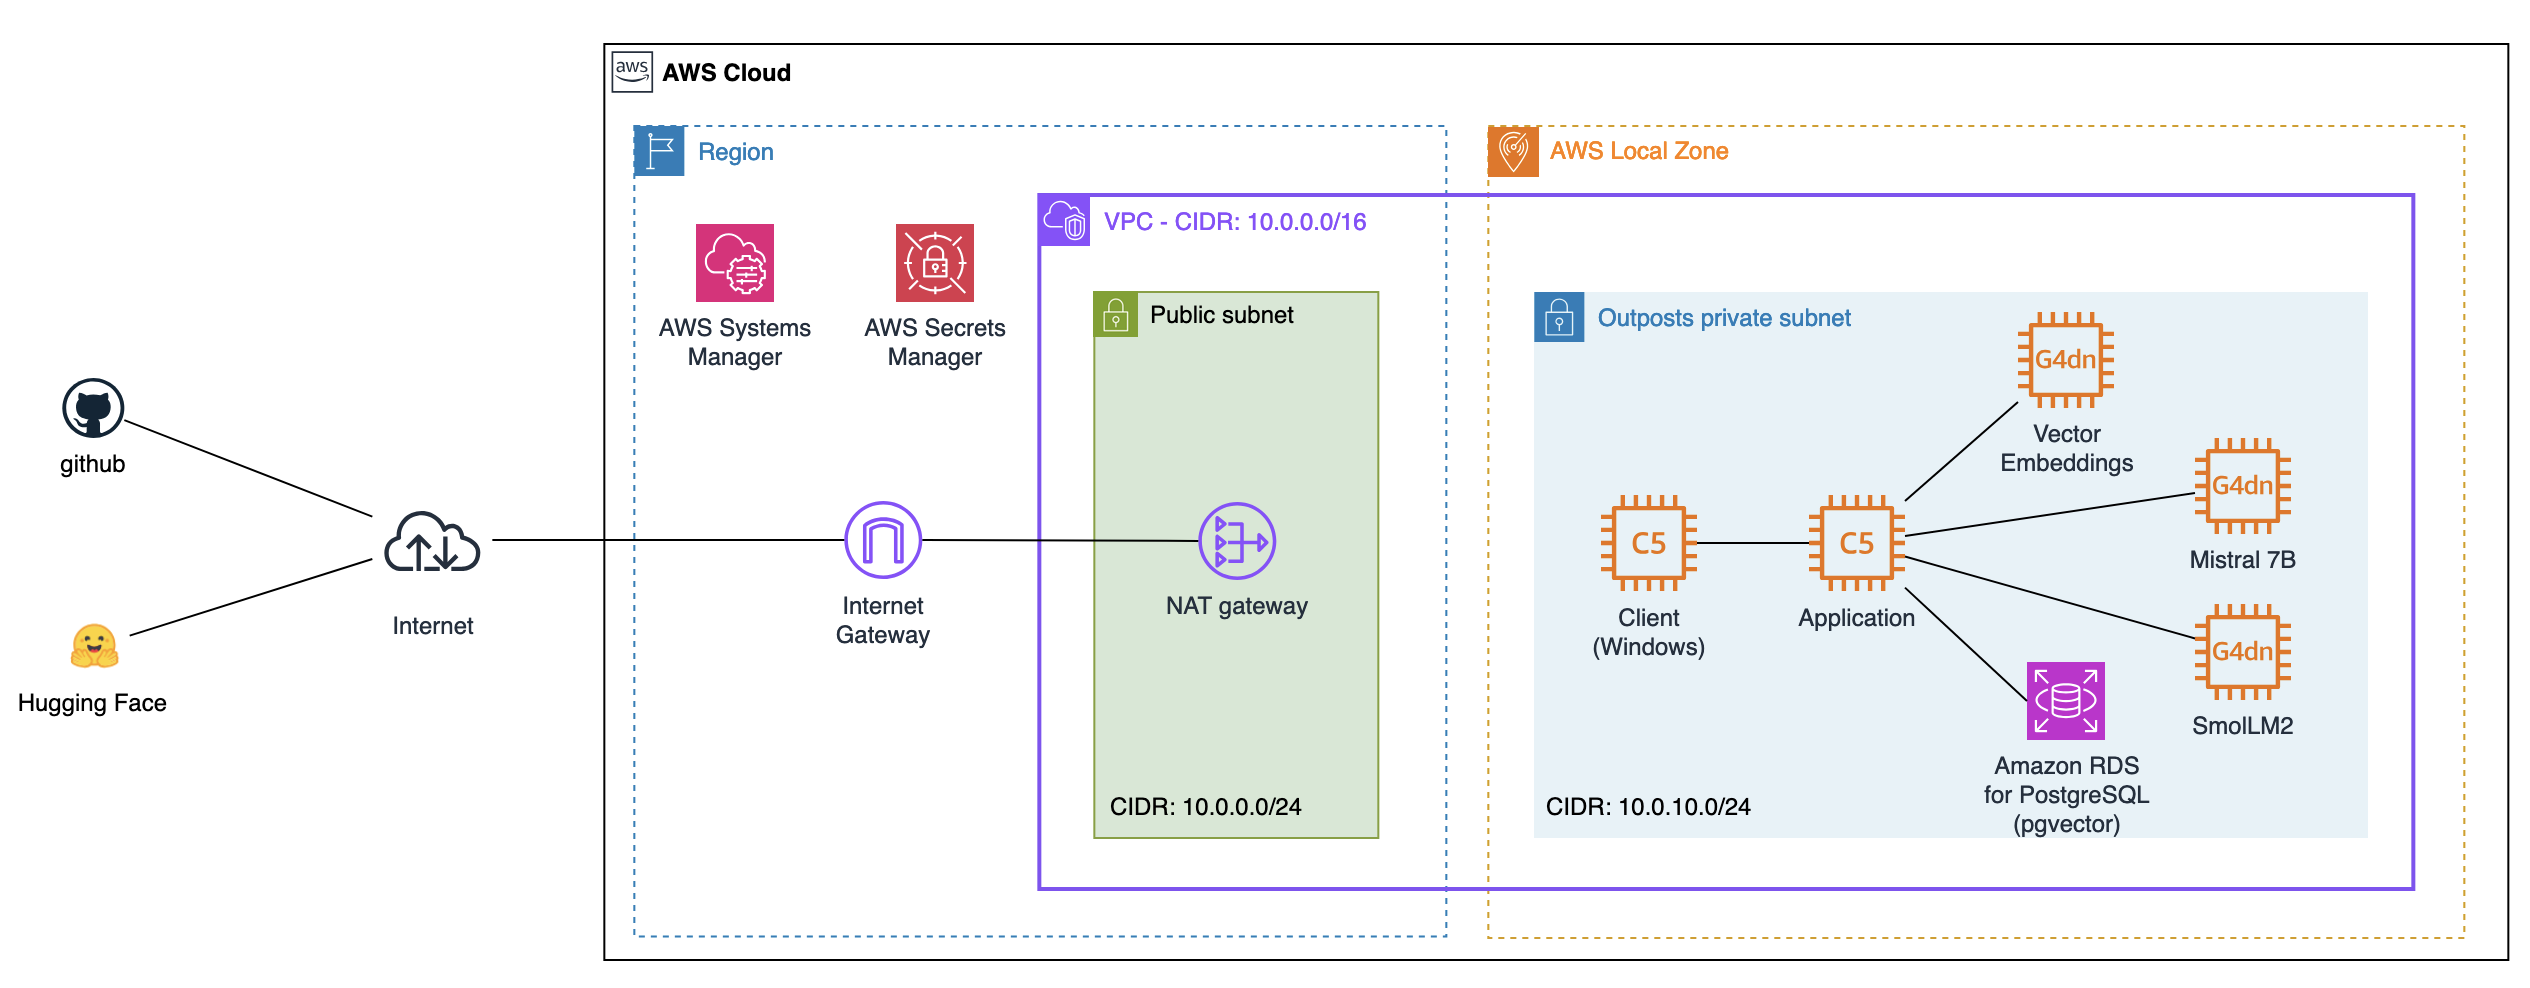 aws
AWS Cloud
Region
AWS Local Zone
VPC - CIDR: 10.0.0.0/16
AWS Systems
Manager
AWS Secrets
Manager
Public subnet
Outposts private subnet
G4dn
Vector
Embeddings
github
G4dn
Mistral 7B
Internet
Internet
Gateway
NAT gateway
C5
Client
(Windows)
C5
Application
G4dn
SmolLM2
Hugging Face
Amazon RDS
for PostgreSQL
(pgvector)
CIDR: 10.0.0.0/24
CIDR: 10.0.10.0/24